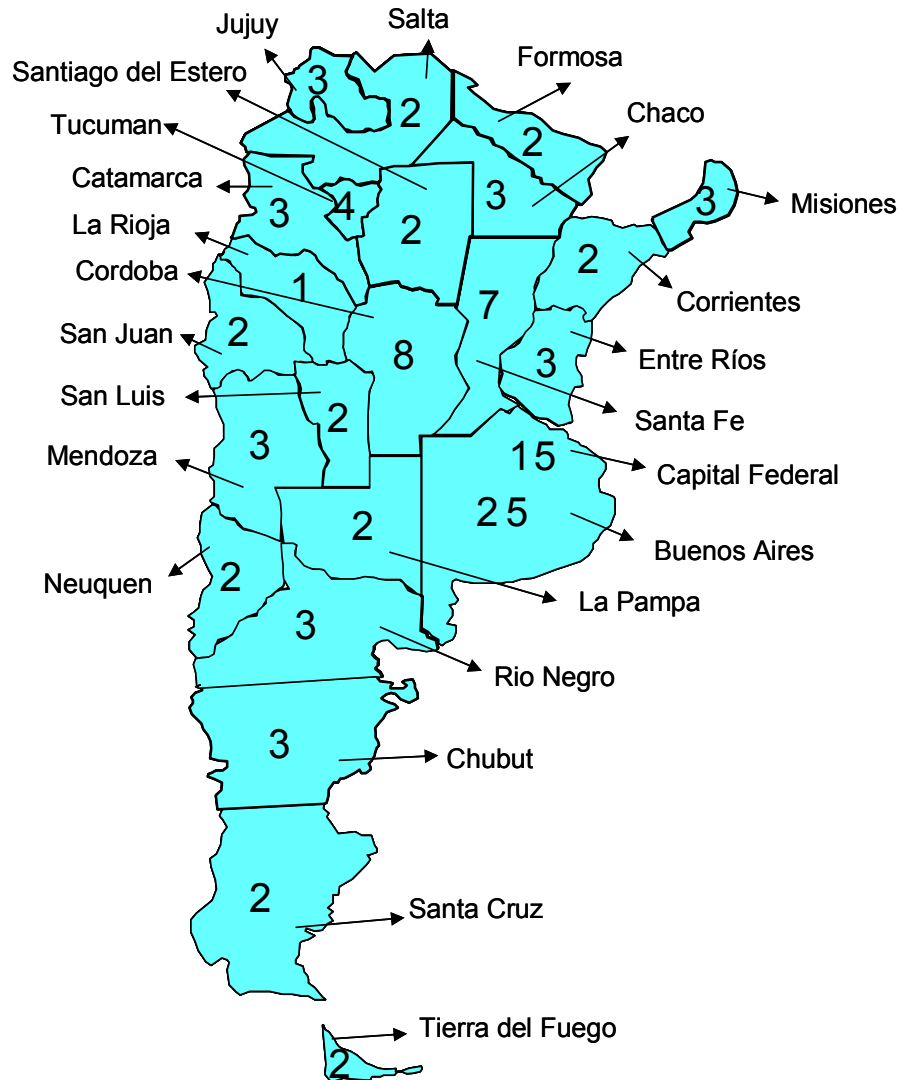 Jujuy
Salta
Santiago del Estero
Formosa
Tucuman
Chaco
Catamarca
Misiones
La Rioja
Cordoba
Corrientes
San Juan
Entre Ríos
San Luis
Santa Fe
Mendoza
Capital Federal
Buenos Aires
Neuquen
La Pampa
Rio Negro
Chubut
Santa Cruz
Tierra del Fuego
3
2
2
3
4
3
3
2
2
1
7
2
8
3
2
3
15
25
2
2
3
3
2
2